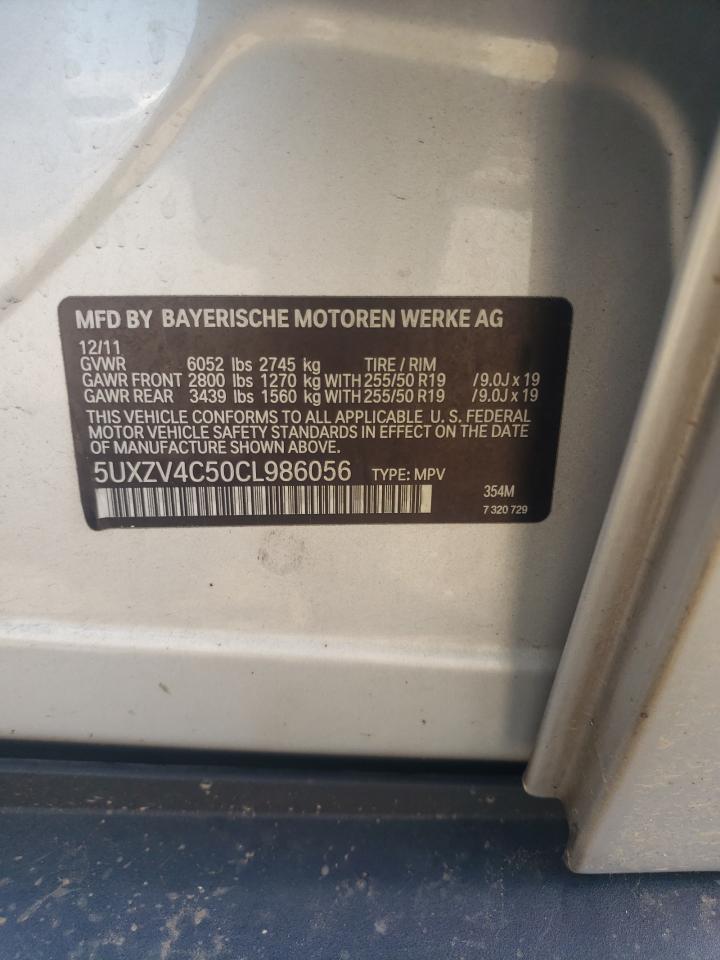 MFD BY BAYERISCHE MOTOREN WERKE AG
12/11
GVWR 6052 lbs 2745 kg TIRE / RIM
GAWR FRONT 2800 lbs 1270 kg WITH 255/50 R19 /9.0J x 19
GAWR REAR 3439 lbs 1560 kg WITH 255/50 R19 /9.0J x 19
THIS VEHICLE CONFORMS TO ALL APPLICABLE U. S. FEDERAL
MOTOR VEHICLE SAFETY STANDARDS IN EFFECT ON THE DATE
OF MANUFACTURE SHOWN ABOVE.
5UXZV4C50CL986056 TYPE: MPV
354M
7 320 729